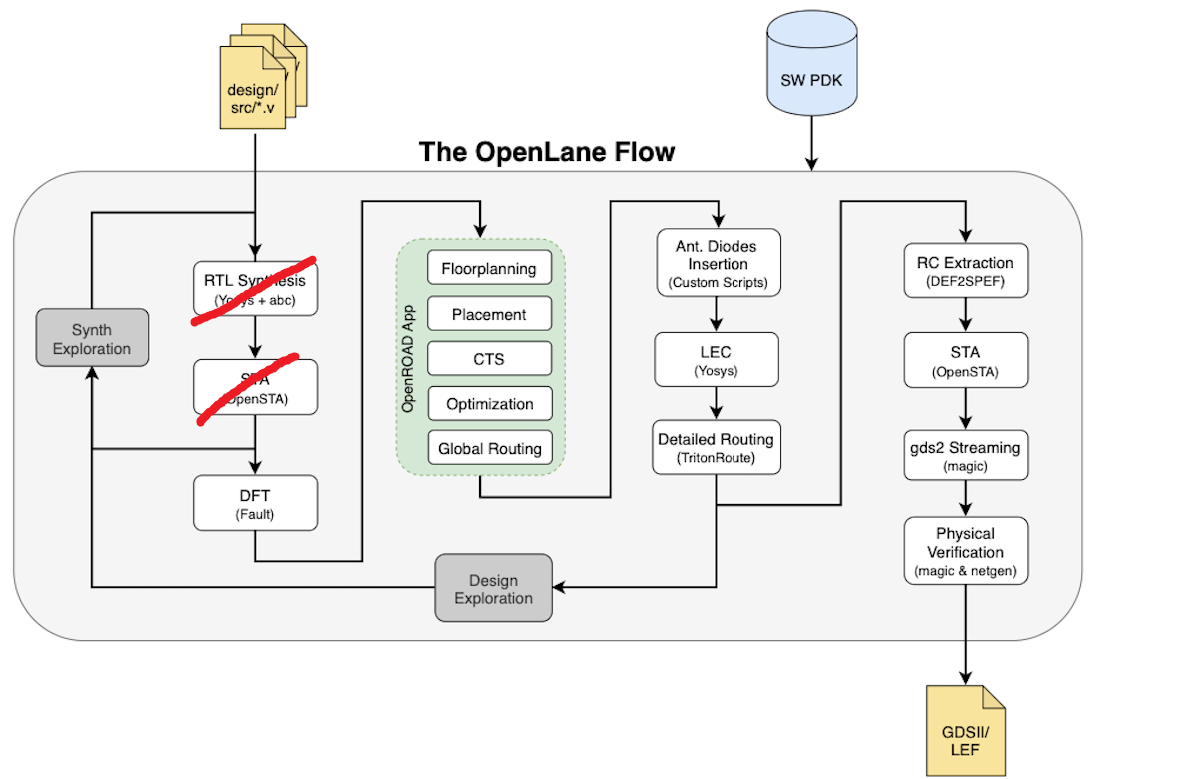 design/
src/*.v
SW PDK
The OpenLane Flow
RTL Synthesis
(Yosys + abc)
STA
(OpenSTA)
DFT
(Fault)
Synth
Exploration
OpenROAD App
Floorplanning
Placement
CTS
Optimization
Global Routing
Ant. Diodes
Insertion
(Custom Scripts)
LEC
(Yosys)
Detailed Routing
(TritonRoute)
Design
Exploration
RC Extraction
(DEF2SPEF)
STA
(OpenSTA)
gds2 Streaming
(magic)
Physical
Verification
(magic & netgen)
GDSII/
LEF